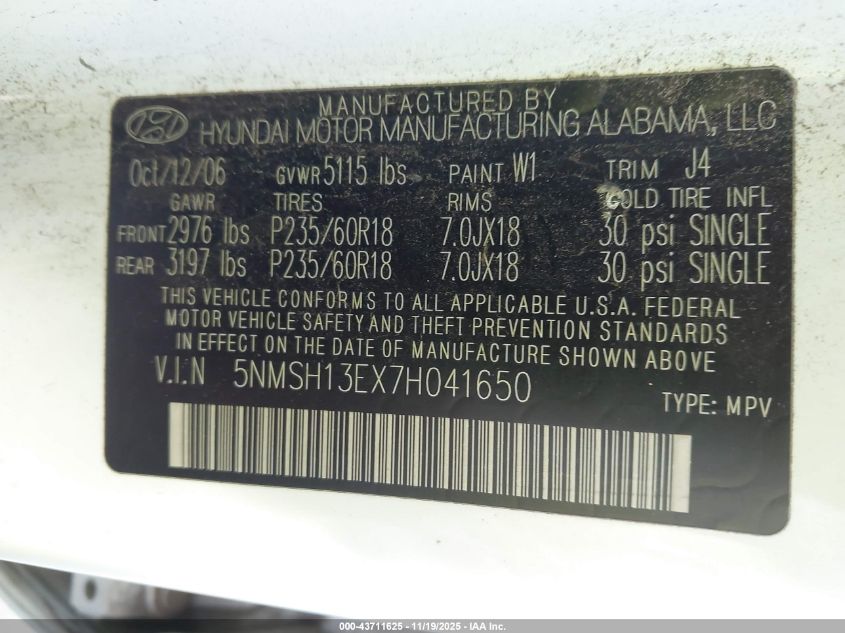 MANUFACTURED BY
HYUNDAI MOTOR MANUFACTURING ALABAMA, LLC
Oct/12/06 GVWR 5115 lbs PAINT W1 TRIM J4
GAWR TIRES RIMS COLD TIRE INFL
FRONT 2976 lbs P235/60R18 7.0JX18 30 psi SINGLE
REAR 3197 lbs P235/60R18 7.0JX18 30 psi SINGLE
THIS VEHICLE CONFORMS TO ALL APPLICABLE U.S.A. FEDERAL
MOTOR VEHICLE SAFETY AND THEFT PREVENTION STANDARDS
IN EFFECT ON THE DATE OF MANUFACTURE SHOWN ABOVE
V.I.N 5NMSH13EX7H041650
TYPE: MPV
000-43711625 - 11/19/2025 - IAA Inc.